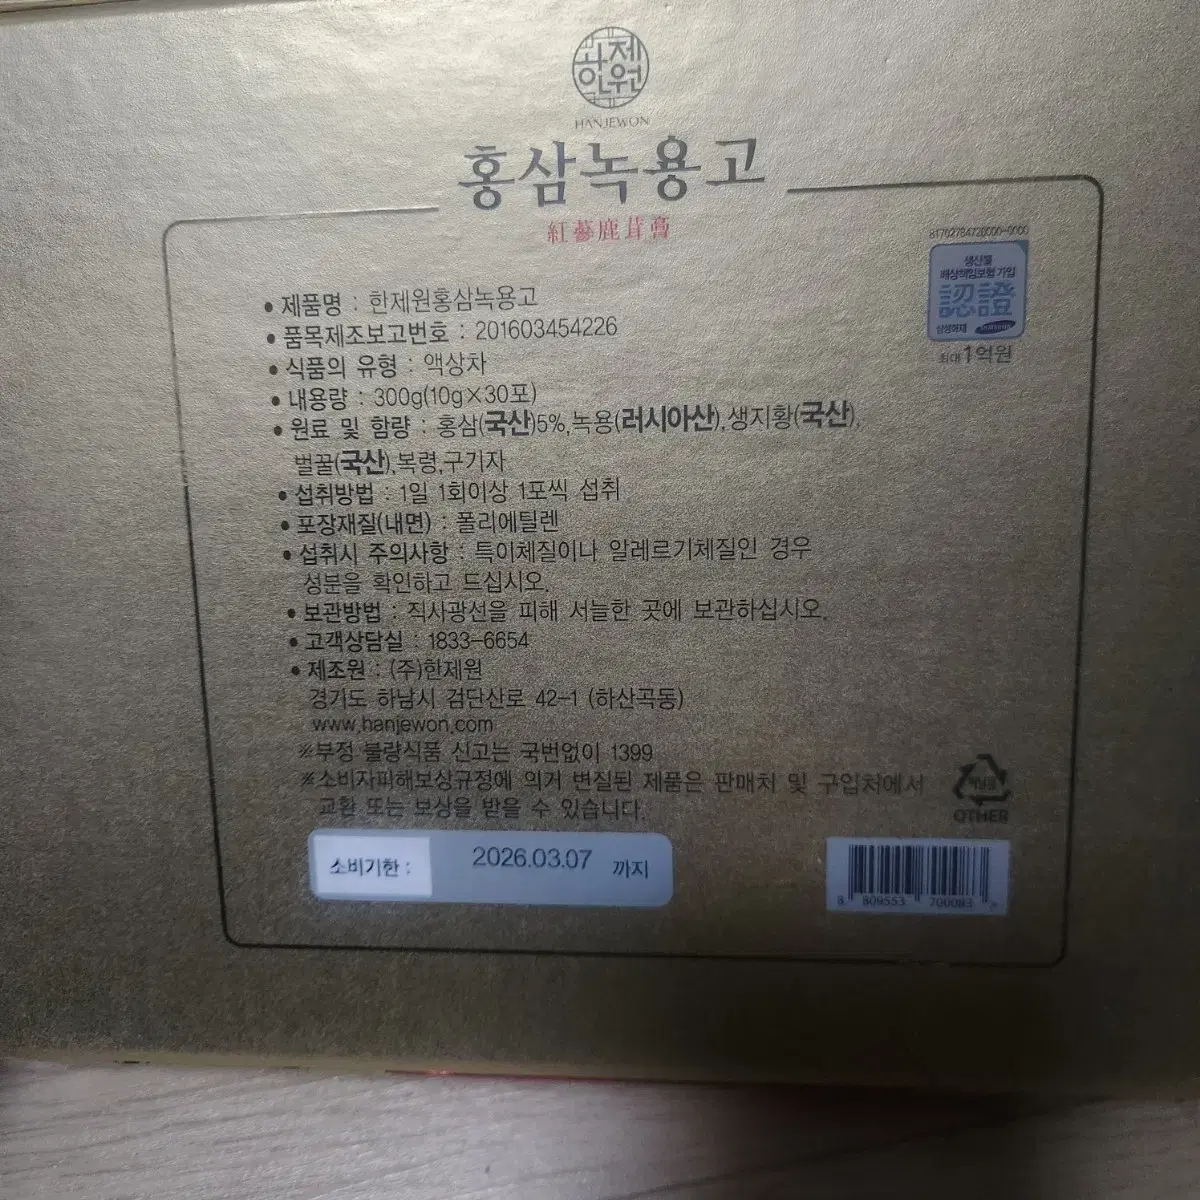 한제원
HANJEWON
홍삼녹용고
紅蔘鹿茸膏
81702784720000-0000
생산물
배상책임보험 가입
認證
삼성화재 SAMSUNG
최대 1억원
• 제품명 : 한제원홍삼녹용고
• 품목제조보고번호 : 201603454226
• 식품의 유형 : 액상차
• 내용량 : 300g(10g×30포)
• 원료 및 함량 : 홍삼(국산)5%,녹용(러시아산),생지황(국산),
벌꿀(국산),복령,구기자
• 섭취방법 : 1일 1회이상 1포씩 섭취
• 포장재질(내면) : 폴리에틸렌
• 섭취시 주의사항 : 특이체질이나 알레르기체질인 경우
성분을 확인하고 드십시오.
• 보관방법 : 직사광선을 피해 서늘한 곳에 보관하십시오.
• 고객상담실 : 1833-6654
• 제조원 : (주)한제원
경기도 하남시 검단산로 42-1 (하산곡동)
www.hanjewon.com
※부정 불량식품 신고는 국번없이 1399
※소비자피해보상규정에 의거 변질된 제품은 판매처 및 구입처에서
교환 또는 보상을 받을 수 있습니다.
OTHER
소비기한 : 2026.03.07 까지
8 809553 700083